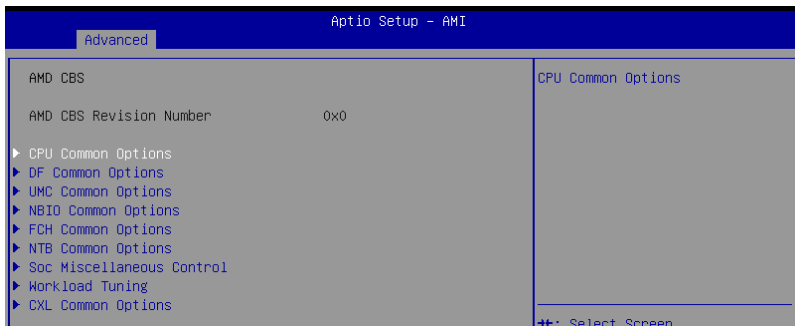 Aptio Setup – AMI
Advanced
AMD CBS
CPU Common Options
AMD CBS Revision Number 0x0
CPU Common Options
DF Common Options
UMC Common Options
NBIO Common Options
FCH Common Options
NTB Common Options
Soc Miscellaneous Control
Workload Tuning
CXL Common Options
: Select Screen